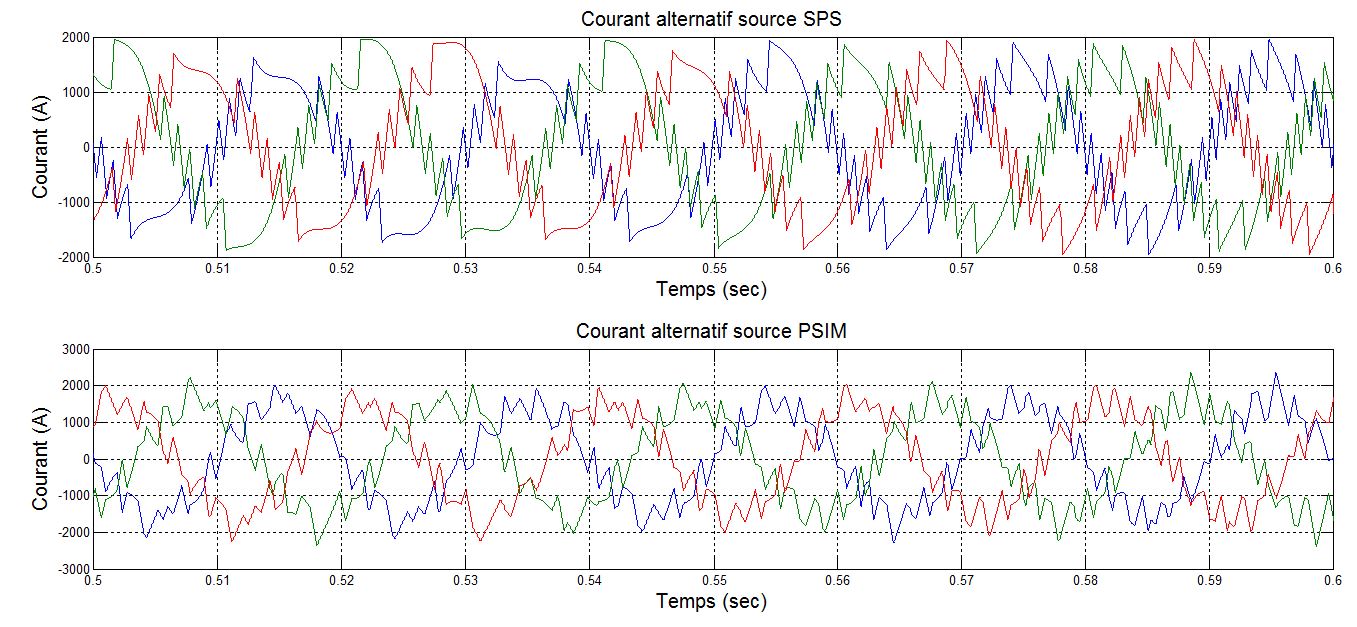 Courant alternatif source SPS
Courant (A)
2000
1000
0
-1000
-2000
0.5 0.51 0.52 0.53 0.54 0.55 0.56 0.57 0.58 0.59 0.6
Temps (sec)
Courant alternatif source PSIM
Courant (A)
3000
2000
1000
0
-1000
-2000
-3000
0.5 0.51 0.52 0.53 0.54 0.55 0.56 0.57 0.58 0.59 0.6
Temps (sec)